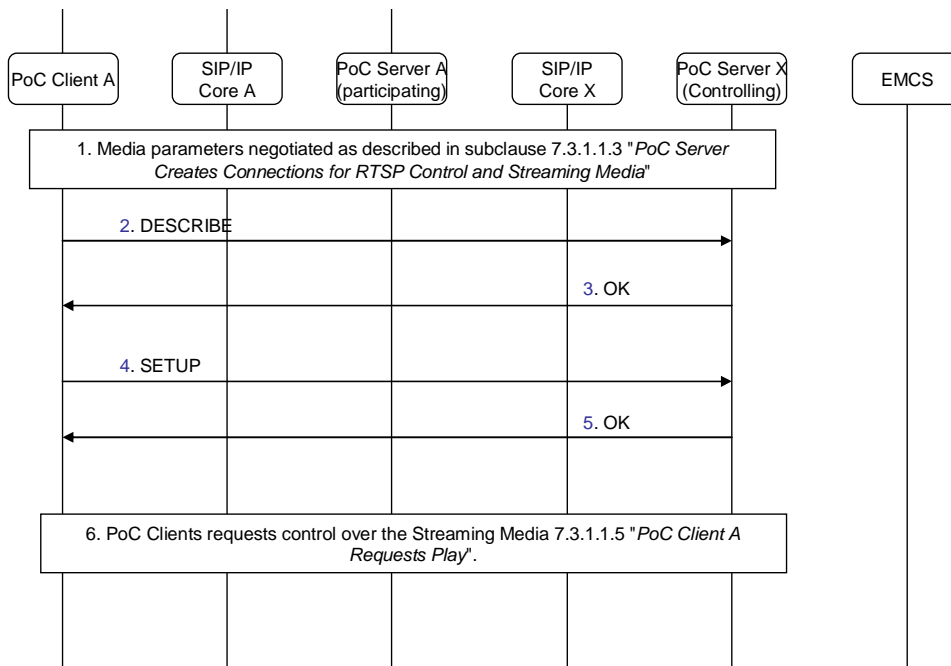 PoC Client A
SIP/IP
Core A
PoC Server A
(participating)
SIP/IP
Core X
PoC Server X
(Controlling)
EMCS
1. Media parameters negotiated as described in subclause 7.3.1.1.3 "PoC Server
Creates Connections for RTSP Control and Streaming Media"
2. DESCRIBE
3. OK
4. SETUP
5. OK
6. PoC Clients requests control over the Streaming Media 7.3.1.1.5 "PoC Client A
Requests Play".